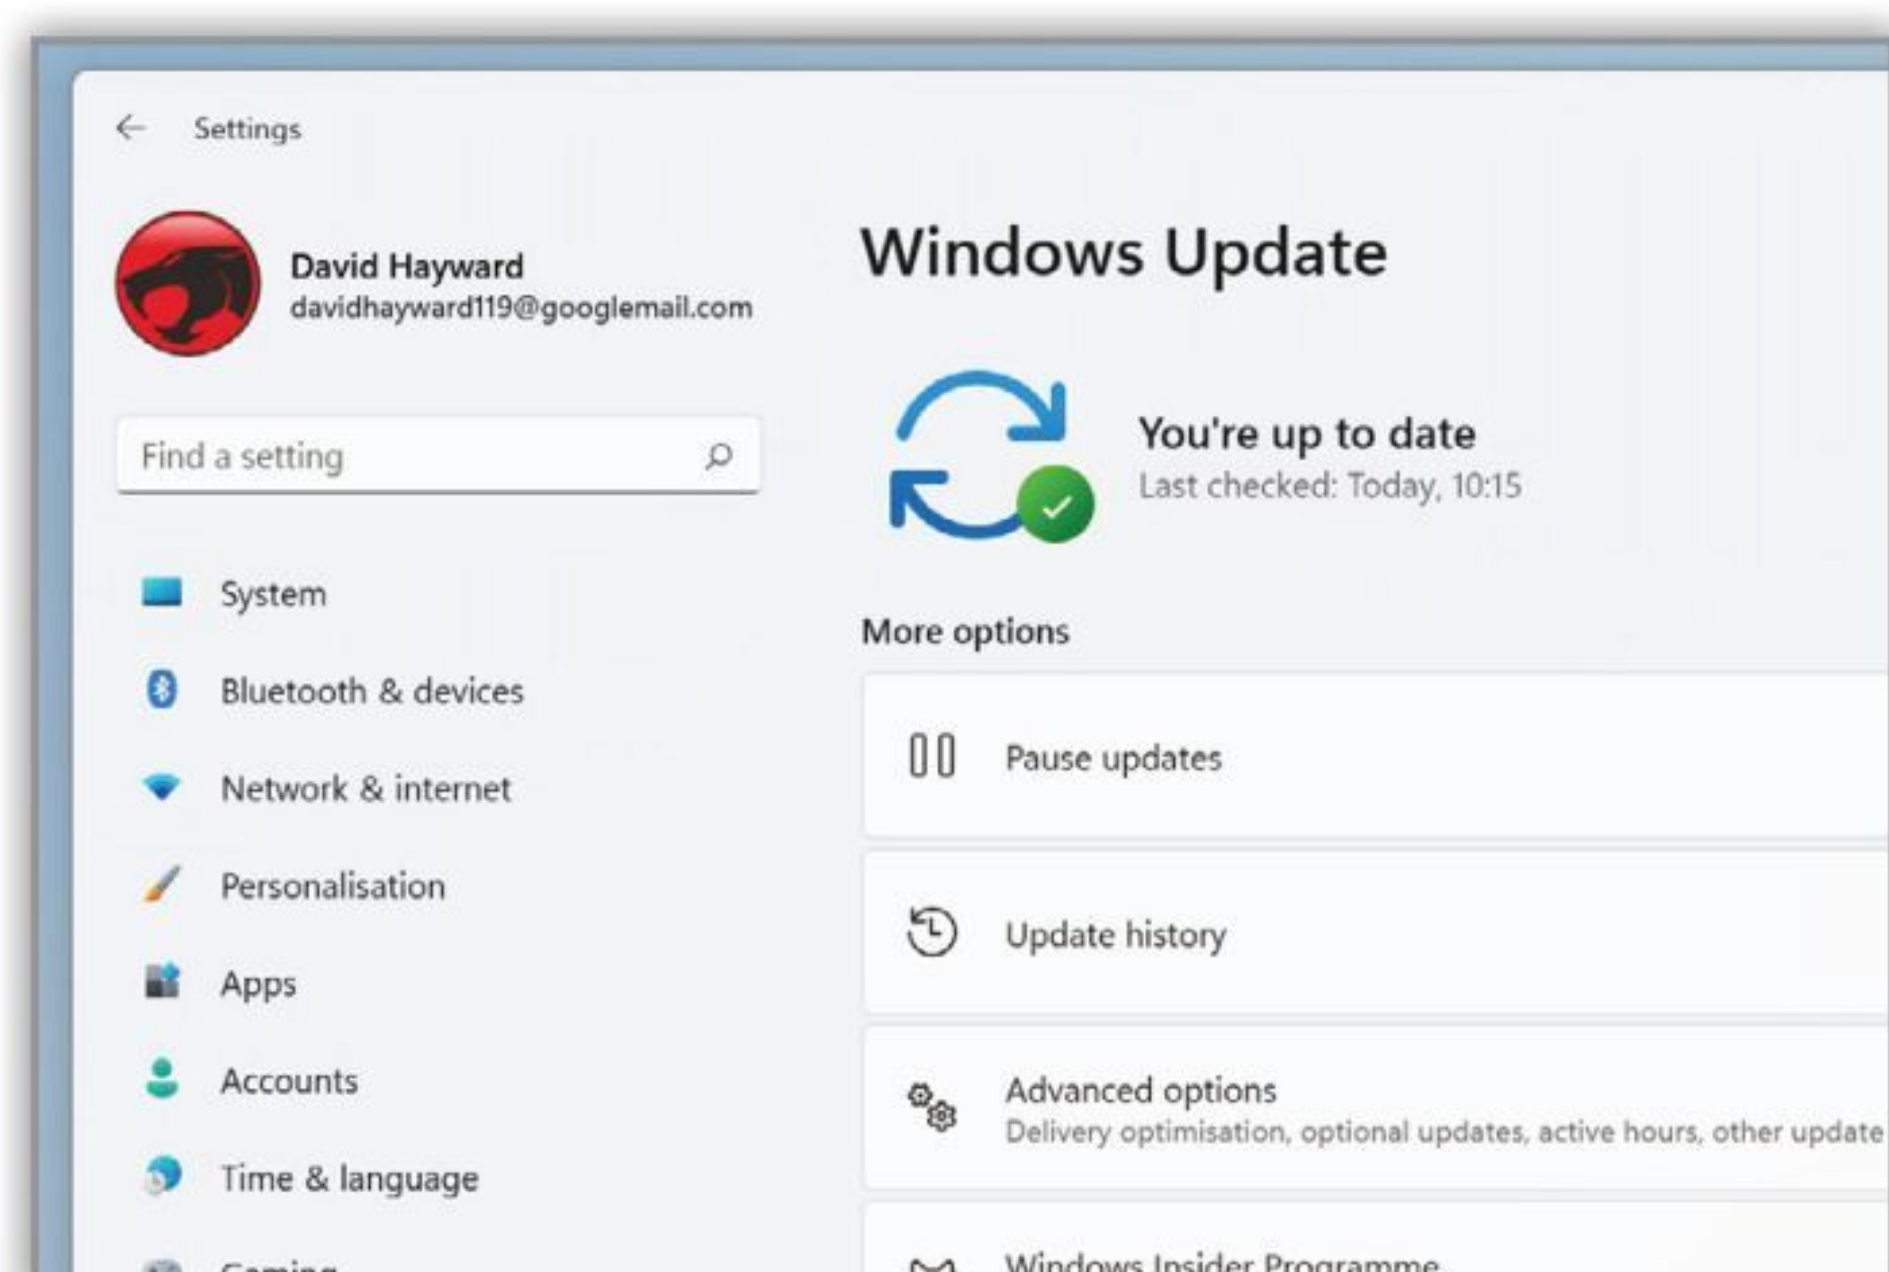 Settings
David Hayward
davidhayward119@googlemail.com
Find a setting
System
Bluetooth & devices
Network & internet
Personalisation
Apps
Accounts
Time & language
Gaming
Windows Update
You're up to date
Last checked: Today, 10:15
More options
Pause updates
Update history
Advanced options
Delivery optimisation, optional updates, active hours, other update
Windows Insider Programme